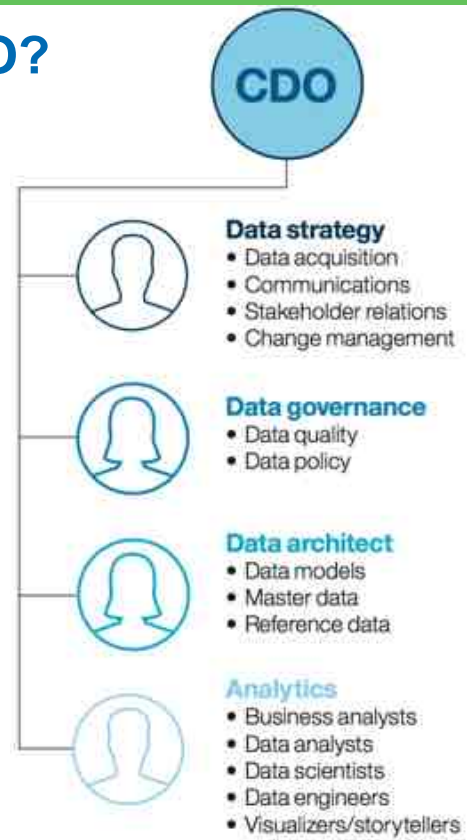 O?
CDO
Data strategy
• Data acquisition
• Communications
• Stakeholder relations
• Change management
Data governance
• Data quality
• Data policy
Data architect
• Data models
• Master data
• Reference data
Analytics
• Business analysts
• Data analysts
• Data scientists
• Data engineers
• Visualizers/storytellers